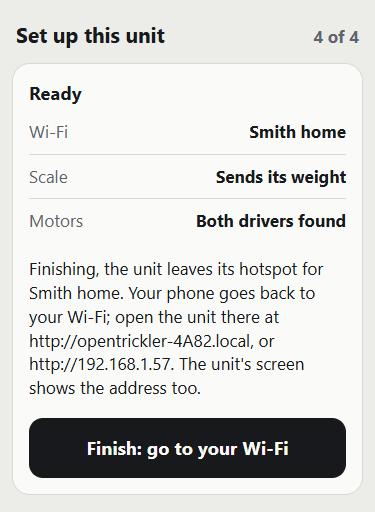 Set up this unit
4 of 4
Ready
Wi-Fi
Smith home
Scale
Sends its weight
Motors
Both drivers found
Finishing, the unit leaves its hotspot for
Smith home. Your phone goes back to
your Wi-Fi; open the unit there at
http://opentrickler-4A82.local, or
http://192.168.1.57. The unit's screen
shows the address too.
Finish: go to your Wi-Fi